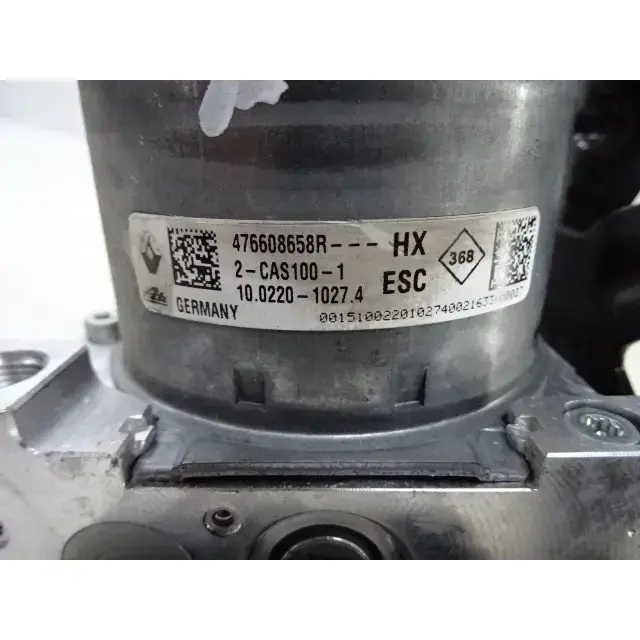 476608658R--- HX
2-CAS100-1 ESC
10.0220-1027.4
GERMANY
368